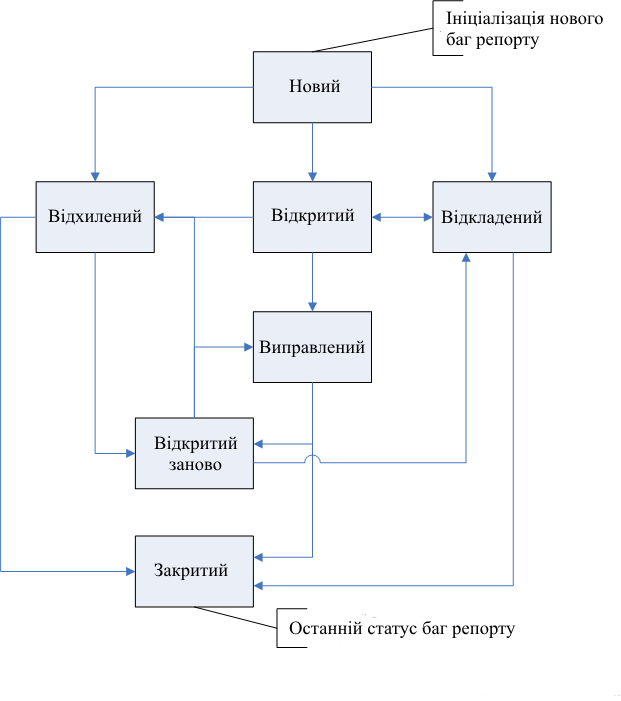 Ініціалізація нового
баг репорту
Новий
Відхилений
Відкритий
Відкладений
Виправлений
Відкритий
заново
Закритий
Останній статус баг репорту